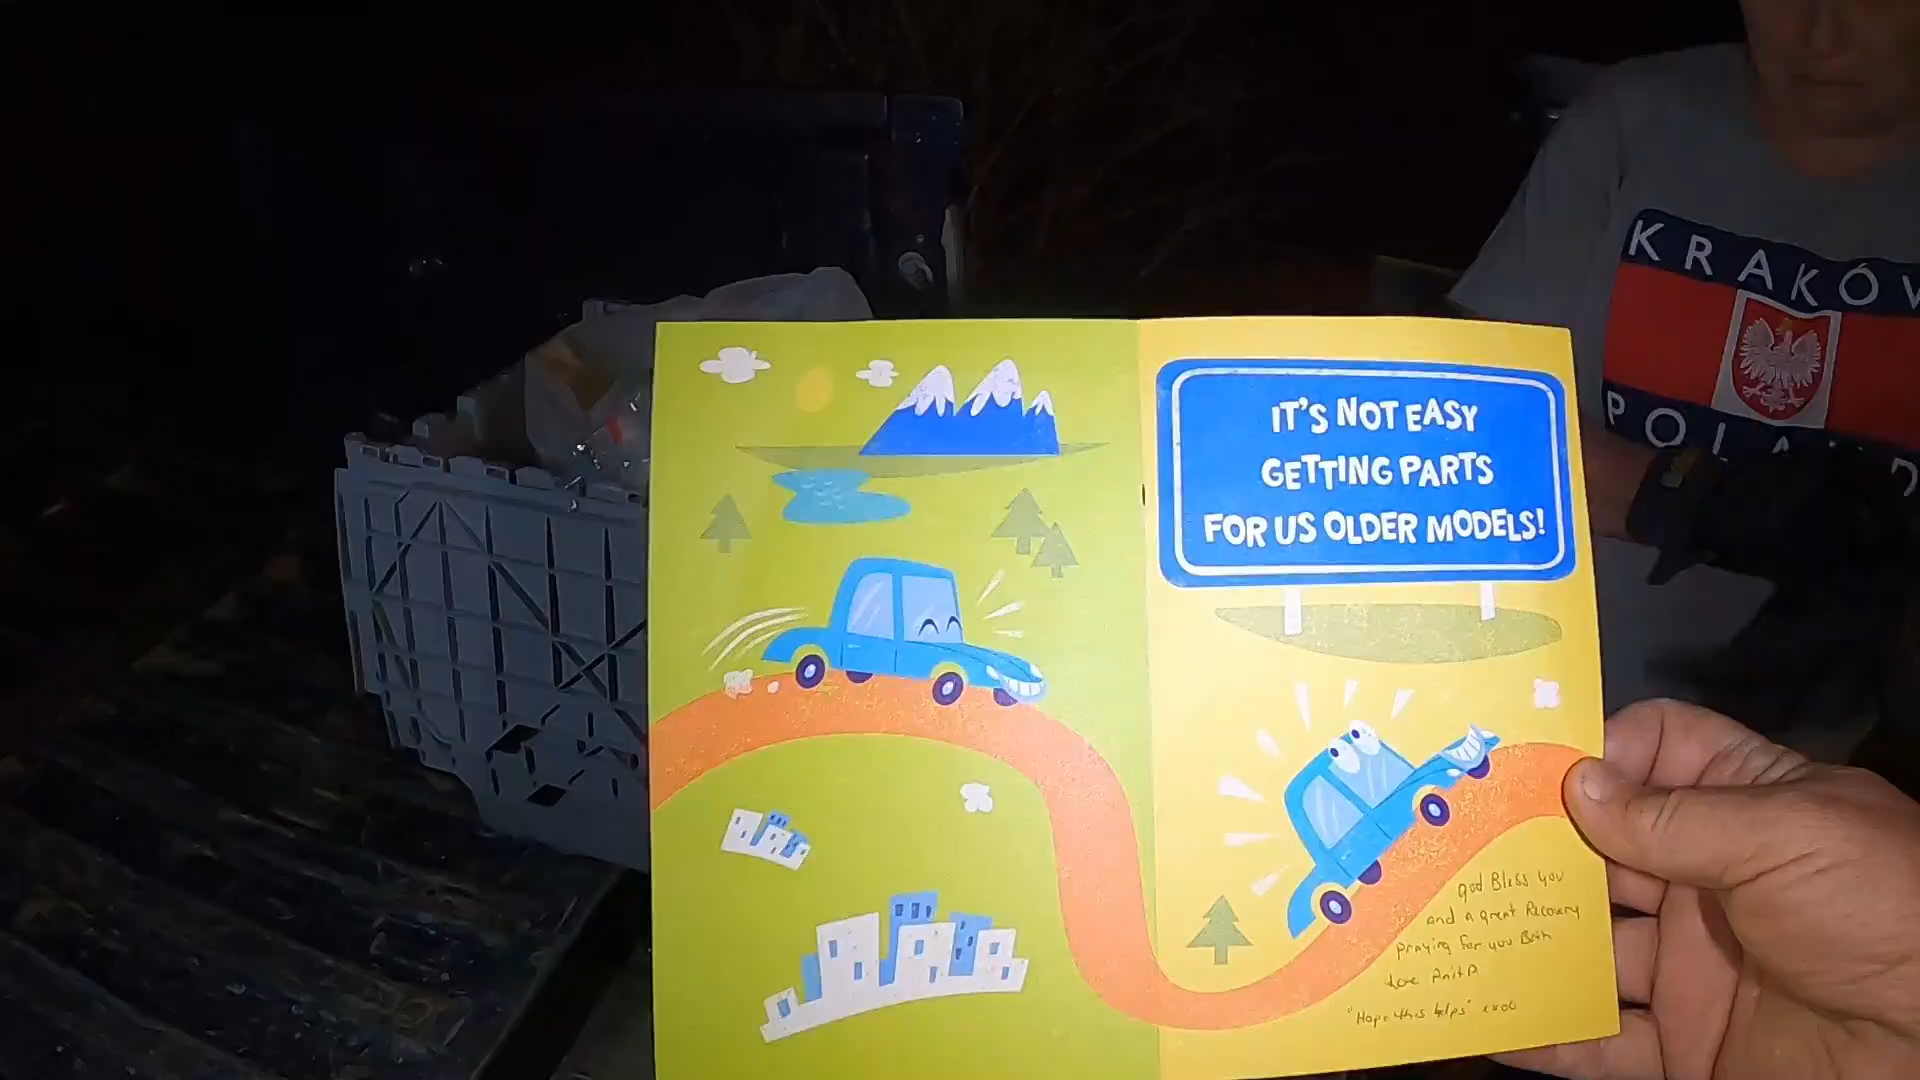 KRAKÓW
POLAND
IT'S NOT EASY
GETTING PARTS
FOR US OLDER MODELS!
god Bless you
and a great Recovery
praying for you Both
Love Anita
"Hope this helps" xxoo